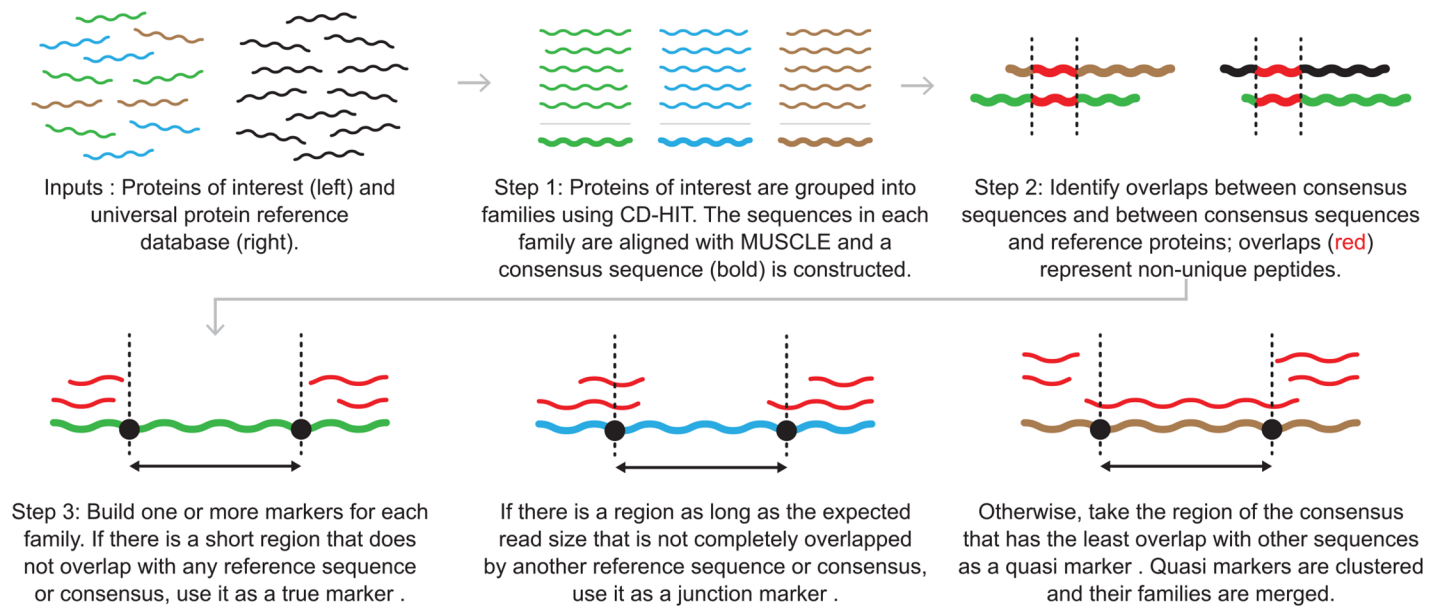 Inputs : Proteins of interest (left) and
universal protein reference
database (right).
Step 1: Proteins of interest are grouped into
families using CD-HIT. The sequences in each
family are aligned with MUSCLE and a
consensus sequence (bold) is constructed.
Step 2: Identify overlaps between consensus
sequences and between consensus sequences
and reference proteins; overlaps (red)
represent non-unique peptides.
Step 3: Build one or more markers for each
family. If there is a short region that does
not overlap with any reference sequence
or consensus, use it as a true marker .
If there is a region as long as the expected
read size that is not completely overlapped
by another reference sequence or consensus,
use it as a junction marker .
Otherwise, take the region of the consensus
that has the least overlap with other sequences
as a quasi marker . Quasi markers are clustered
and their families are merged.